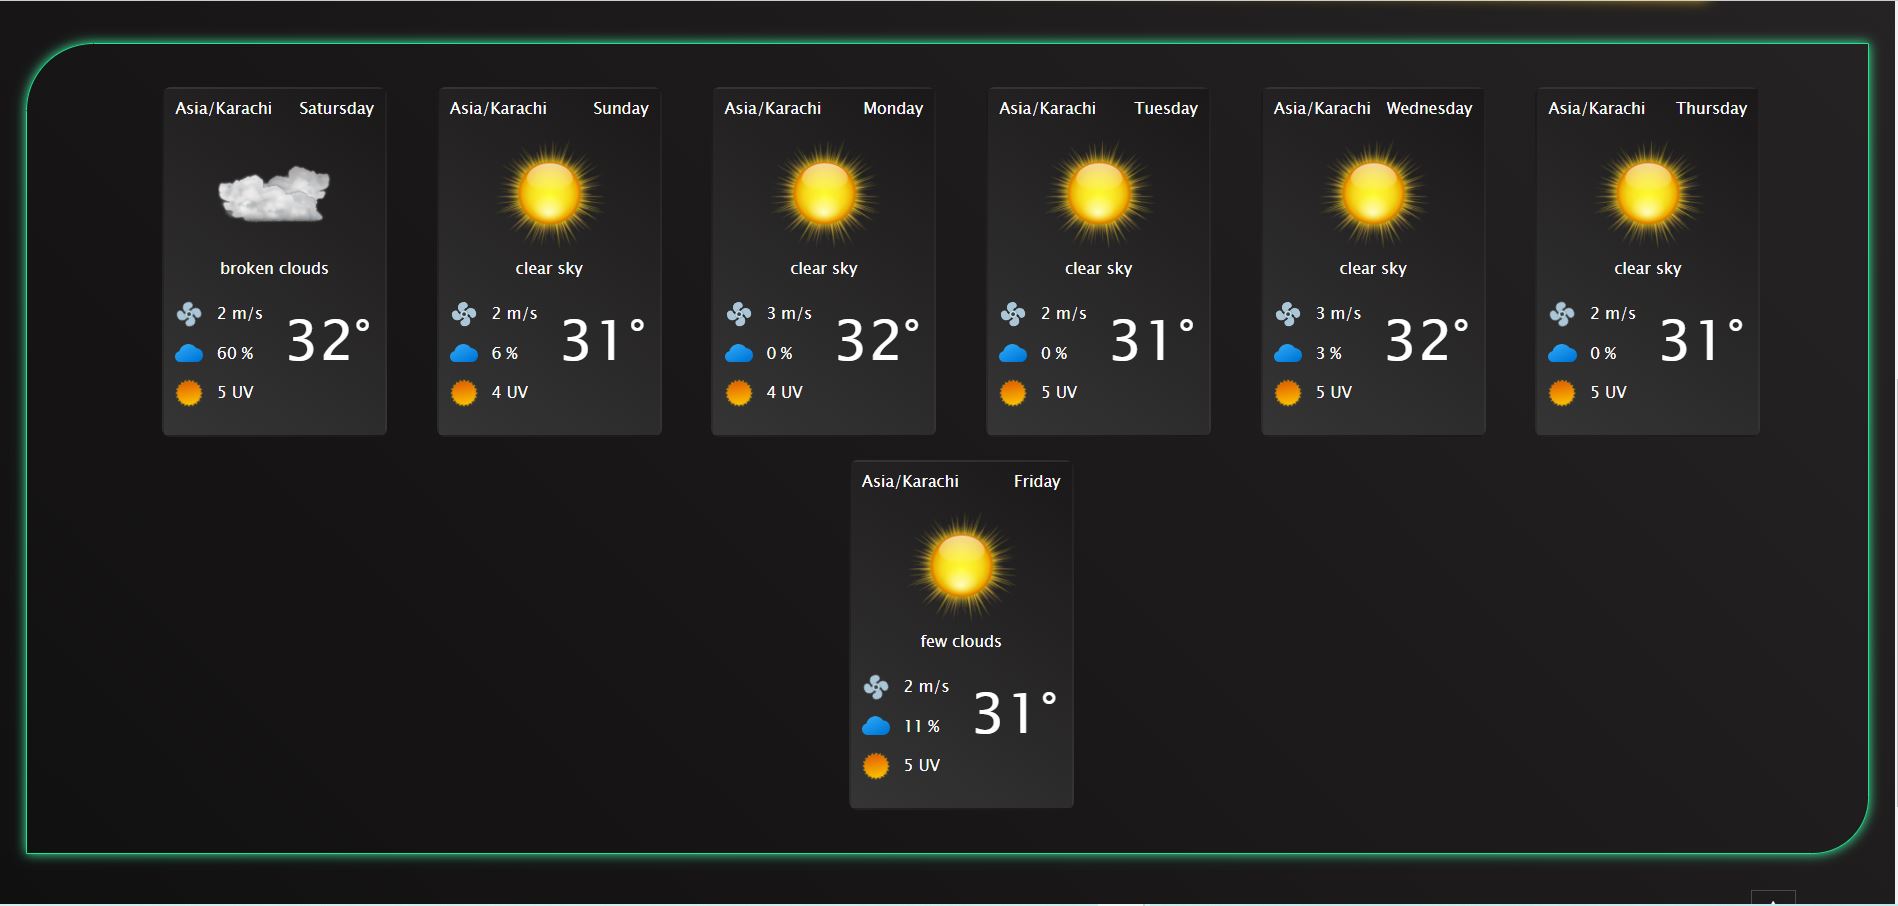 Asia/Karachi Satursday
broken clouds
2 m/s
60 %
32°
5 UV
Asia/Karachi Sunday
clear sky
2 m/s
6 %
31°
4 UV
Asia/Karachi Monday
clear sky
3 m/s
0 %
32°
4 UV
Asia/Karachi Tuesday
clear sky
2 m/s
0 %
31°
5 UV
Asia/Karachi Wednesday
clear sky
3 m/s
3 %
32°
5 UV
Asia/Karachi Thursday
clear sky
2 m/s
0 %
31°
5 UV
Asia/Karachi Friday
few clouds
2 m/s
11 %
31°
5 UV